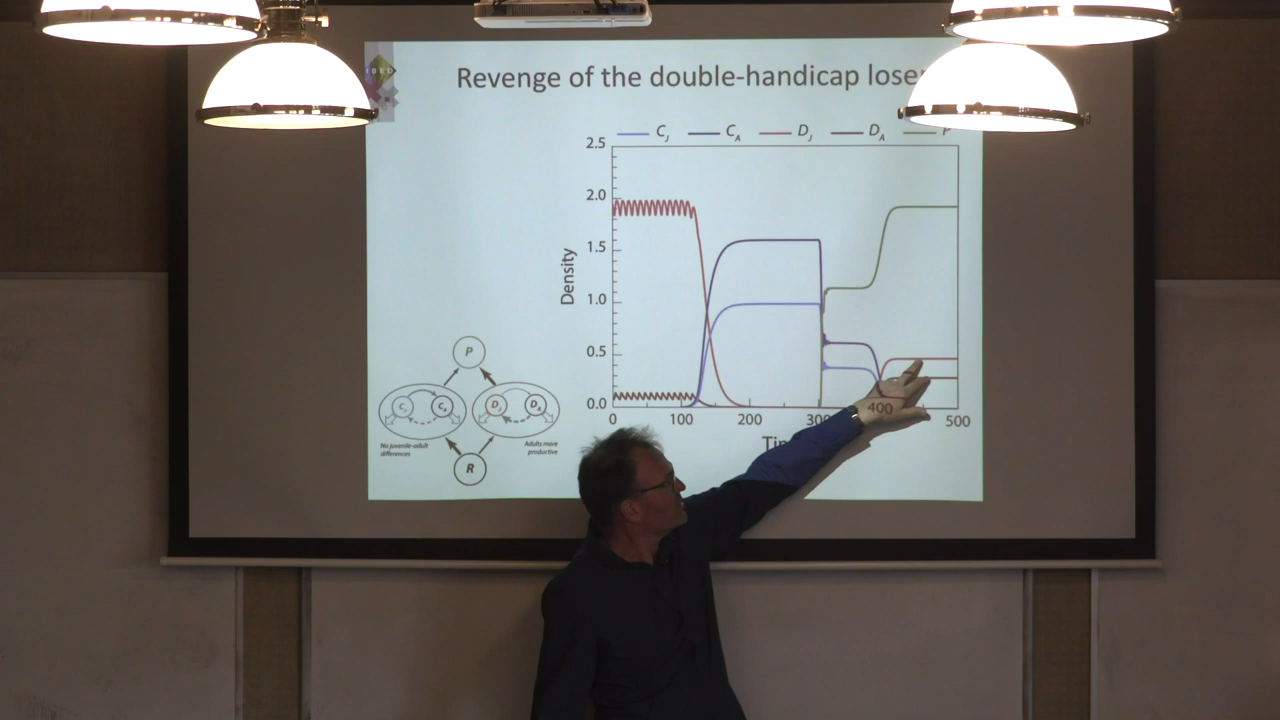 IBED
Revenge of the double-handicap
C_J C_A D_J D_A P
2.5
2.0
1.5
1.0
0.5
0.0
Density
0 100 200 400 500
P
C_J C_A D_J D_A
No juvenile-adult
differences
Adults more
productive
R